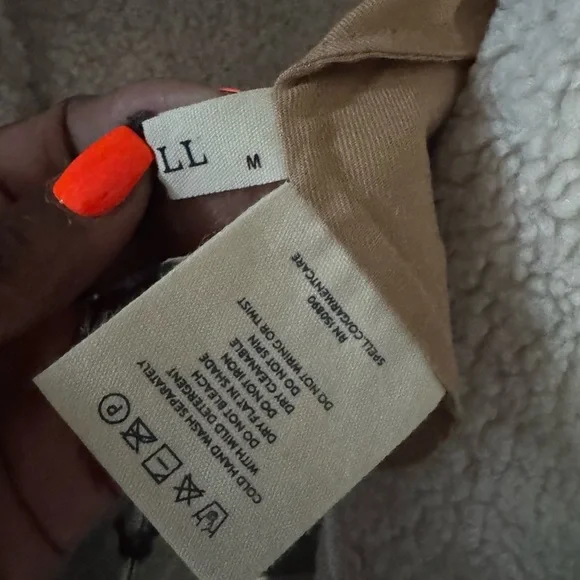 LL
M
COLD HAND WASH SEPARATELY
WITH MILD DETERGENT
DO NOT BLEACH
DRY FLAT IN SHADE
DO NOT IRON
DRY CLEANABLE
DO NOT SPIN
DO NOT WRING OR TWIST
RN 150890
SPELL.CO/GARMENTCARE
P